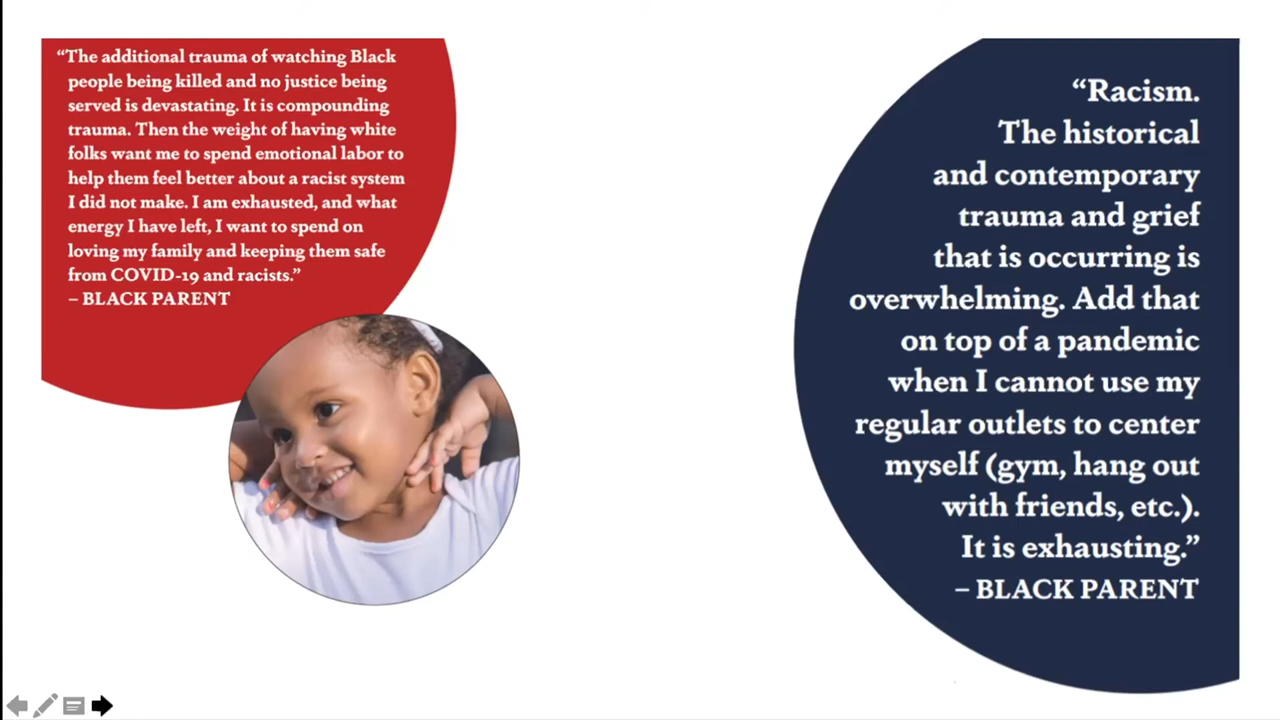 “The additional trauma of watching Black
people being killed and no justice being
served is devastating. It is compounding
trauma. Then the weight of having white
folks want me to spend emotional labor to
help them feel better about a racist system
I did not make. I am exhausted, and what
energy I have left, I want to spend on
loving my family and keeping them safe
from COVID-19 and racists.”
– BLACK PARENT
“Racism.
The historical
and contemporary
trauma and grief
that is occurring is
overwhelming. Add that
on top of a pandemic
when I cannot use my
regular outlets to center
myself (gym, hang out
with friends, etc.).
It is exhausting.”
– BLACK PARENT